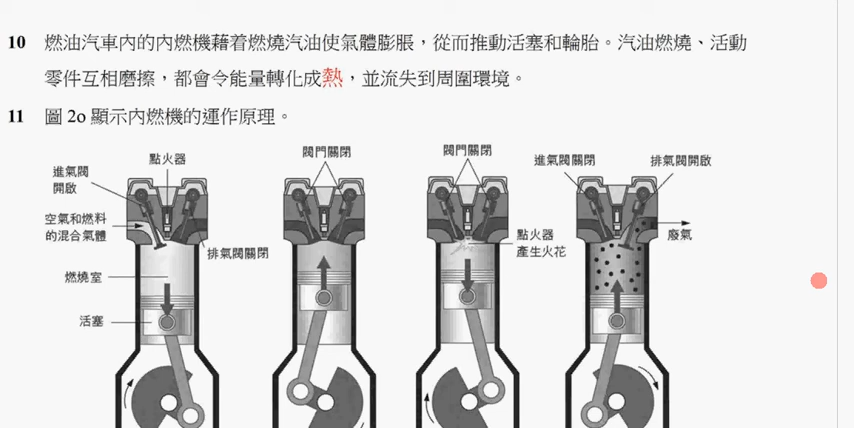 10 燃油汽車內的內燃機藉着燃燒汽油使氣體膨脹，從而推動活塞和輪胎。汽油燃燒、活動
零件互相磨擦，都會令能量轉化成熱，並流失到周圍環境。
11 圖 2o 顯示內燃機的運作原理。
點火器
進氣閥
開啟
空氣和燃料
的混合氣體
排氣閥關閉
燃燒室
活塞
閥門關閉
閥門關閉
點火器
產生火花
進氣閥關閉
排氣閥開啟
廢氣